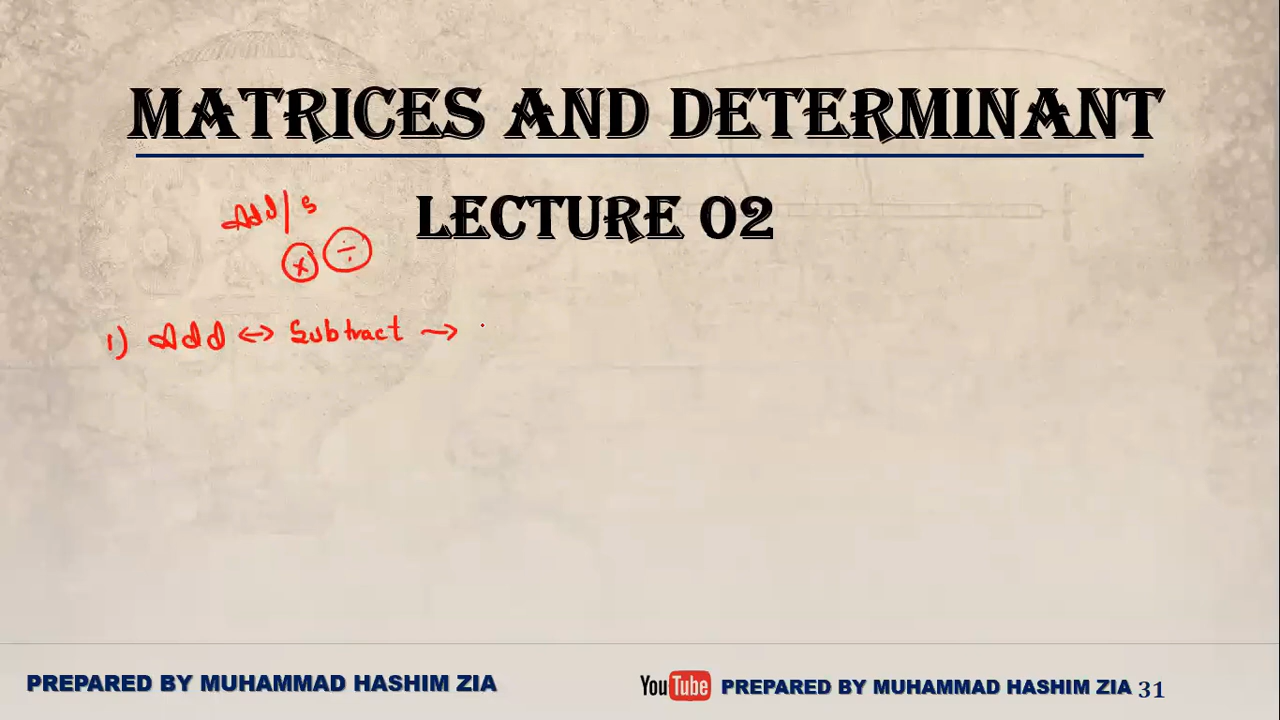 MATRICES AND DETERMINANT
LECTURE 02
Add/s
× ÷
1) Add ↔ Subtract →
PREPARED BY MUHAMMAD HASHIM ZIA
YouTube PREPARED BY MUHAMMAD HASHIM ZIA 31